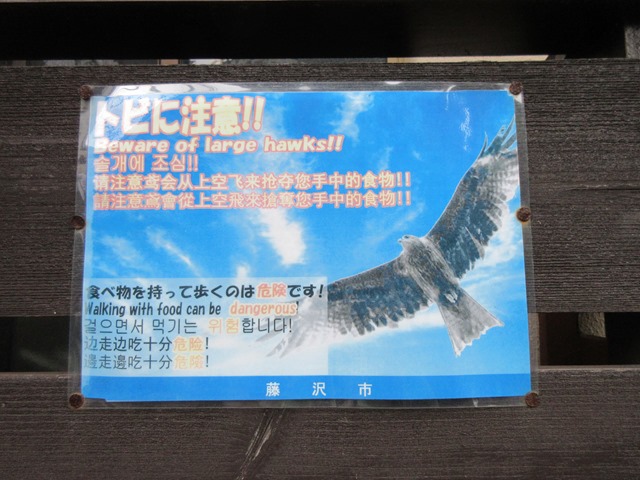 トビに注意!!
Beware of large hawks!!
솔개에 조심!!
请注意鸢会从上空飞来抢夺您手中的食物!!
請注意鳶會從上空飛來搶奪您手中的食物!!
食べ物を持って歩くのは危険です!
Walking with food can be dangerous!
걸으면서 먹기는 위험합니다!
边走边吃十分危险!
邊走邊吃十分危險!
藤沢市